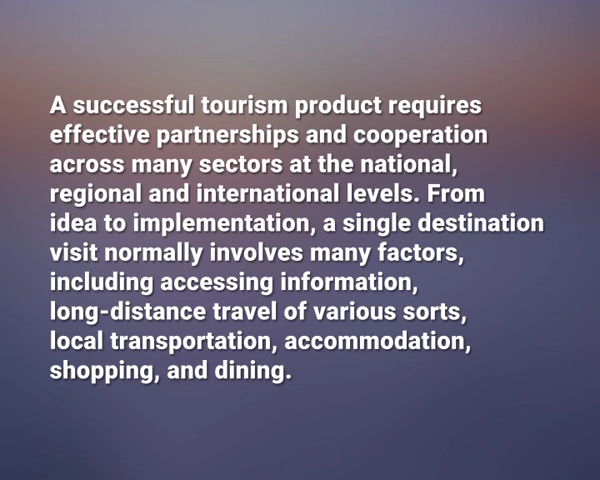 A successful tourism product requires
effective partnerships and cooperation
across many sectors at the national,
regional and international levels. From
idea to implementation, a single destination
visit normally involves many factors,
including accessing information,
long-distance travel of various sorts,
local transportation, accommodation,
shopping, and dining.